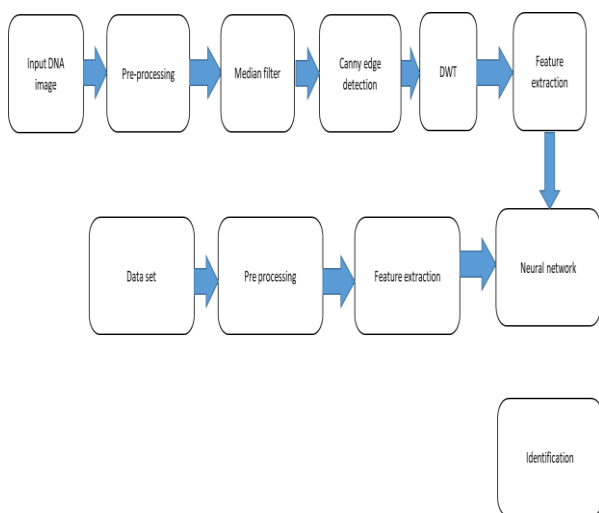 Input DNA
image
Pre-processing
Median filter
Canny edge
detection
DWT
Feature
extraction
Data set
Pre processing
Feature extraction
Neural network
Identification